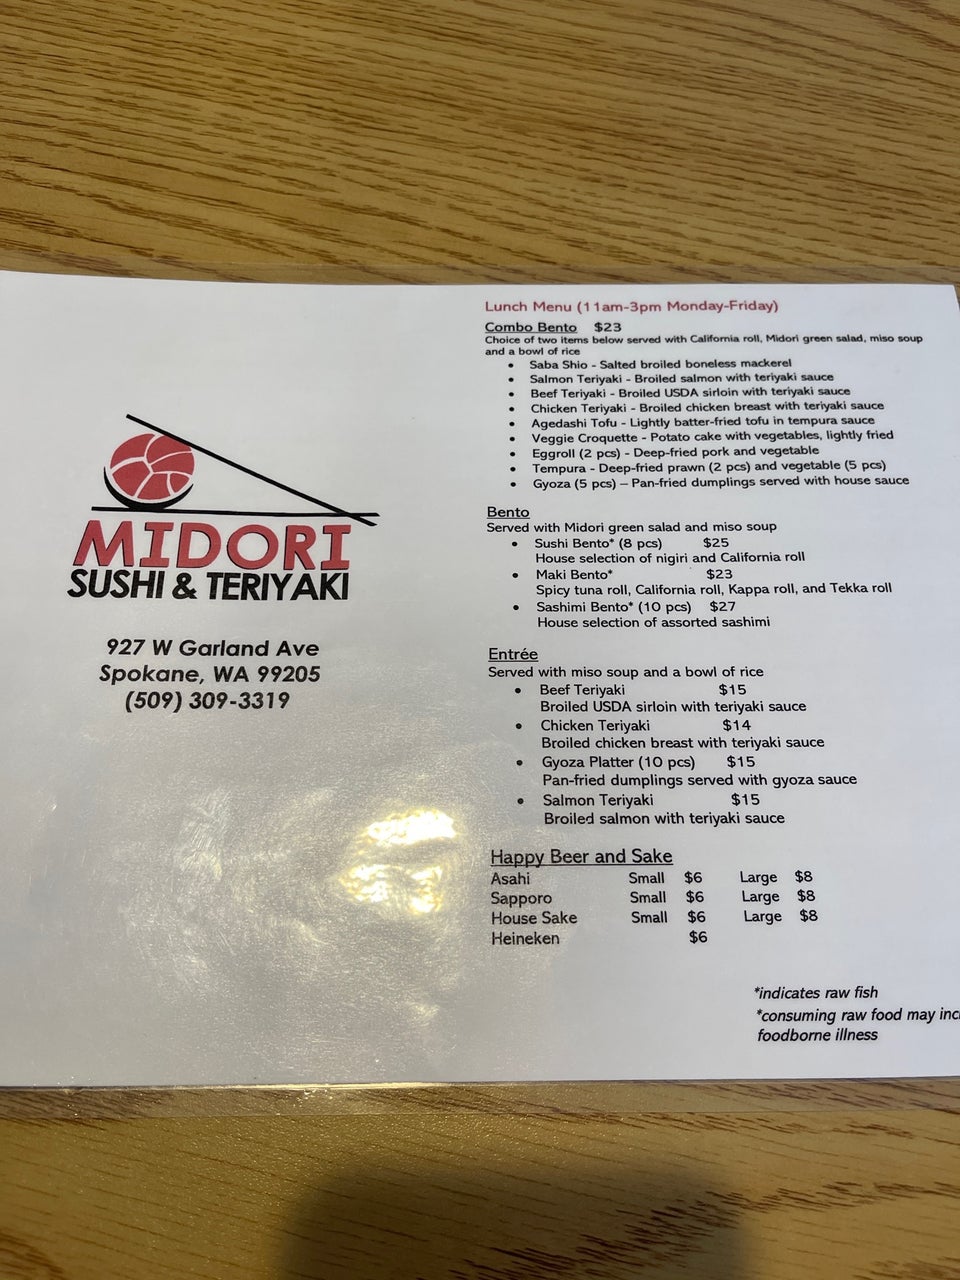 MIDORI
SUSHI & TERIYAKI
927 W Garland Ave
Spokane, WA 99205
(509) 309-3319
Lunch Menu (11am-3pm Monday-Friday)
Combo Bento $23
Choice of two items below served with California roll, Midori green salad, miso soup
and a bowl of rice
• Saba Shio - Salted broiled boneless mackerel
• Salmon Teriyaki - Broiled salmon with teriyaki sauce
• Beef Teriyaki - Broiled USDA sirloin with teriyaki sauce
• Chicken Teriyaki - Broiled chicken breast with teriyaki sauce
• Agedashi Tofu - Lightly batter-fried tofu in tempura sauce
• Veggie Croquette - Potato cake with vegetables, lightly fried
• Eggroll (2 pcs) - Deep-fried pork and vegetable
• Tempura - Deep-fried prawn (2 pcs) and vegetable (5 pcs)
• Gyoza (5 pcs) – Pan-fried dumplings served with house sauce
Bento
Served with Midori green salad and miso soup
• Sushi Bento* (8 pcs) $25
House selection of nigiri and California roll
• Maki Bento* $23
Spicy tuna roll, California roll, Kappa roll, and Tekka roll
• Sashimi Bento* (10 pcs) $27
House selection of assorted sashimi
Entrée
Served with miso soup and a bowl of rice
• Beef Teriyaki $15
Broiled USDA sirloin with teriyaki sauce
• Chicken Teriyaki $14
Broiled chicken breast with teriyaki sauce
• Gyoza Platter (10 pcs) $15
Pan-fried dumplings served with gyoza sauce
• Salmon Teriyaki $15
Broiled salmon with teriyaki sauce
Happy Beer and Sake
Asahi Small $6 Large $8
Sapporo Small $6 Large $8
House Sake Small $6 Large $8
Heineken $6
*indicates raw fish
*consuming raw food may
foodborne illness